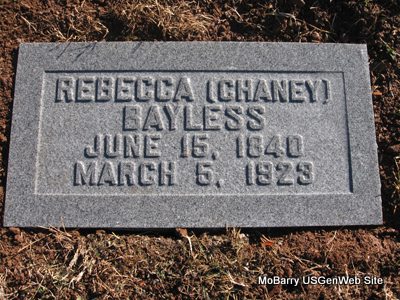 REBECCA (CHANEY)
BAYLESS
JUNE 15, 1840
MARCH 5, 1923
MoBarry USGenWeb Site